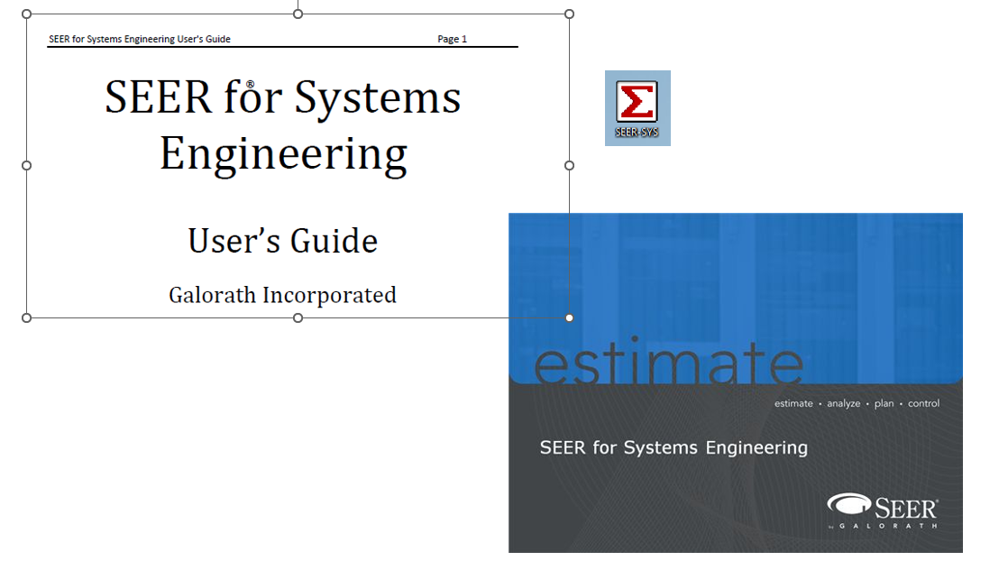 SEER for Systems Engineering User's Guide Page 1
SEER® for Systems
Engineering
User’s Guide
Galorath Incorporated
SEER-SYS
estimate
estimate • analyze • plan • control
SEER for Systems Engineering
SEER®
by GALORATH